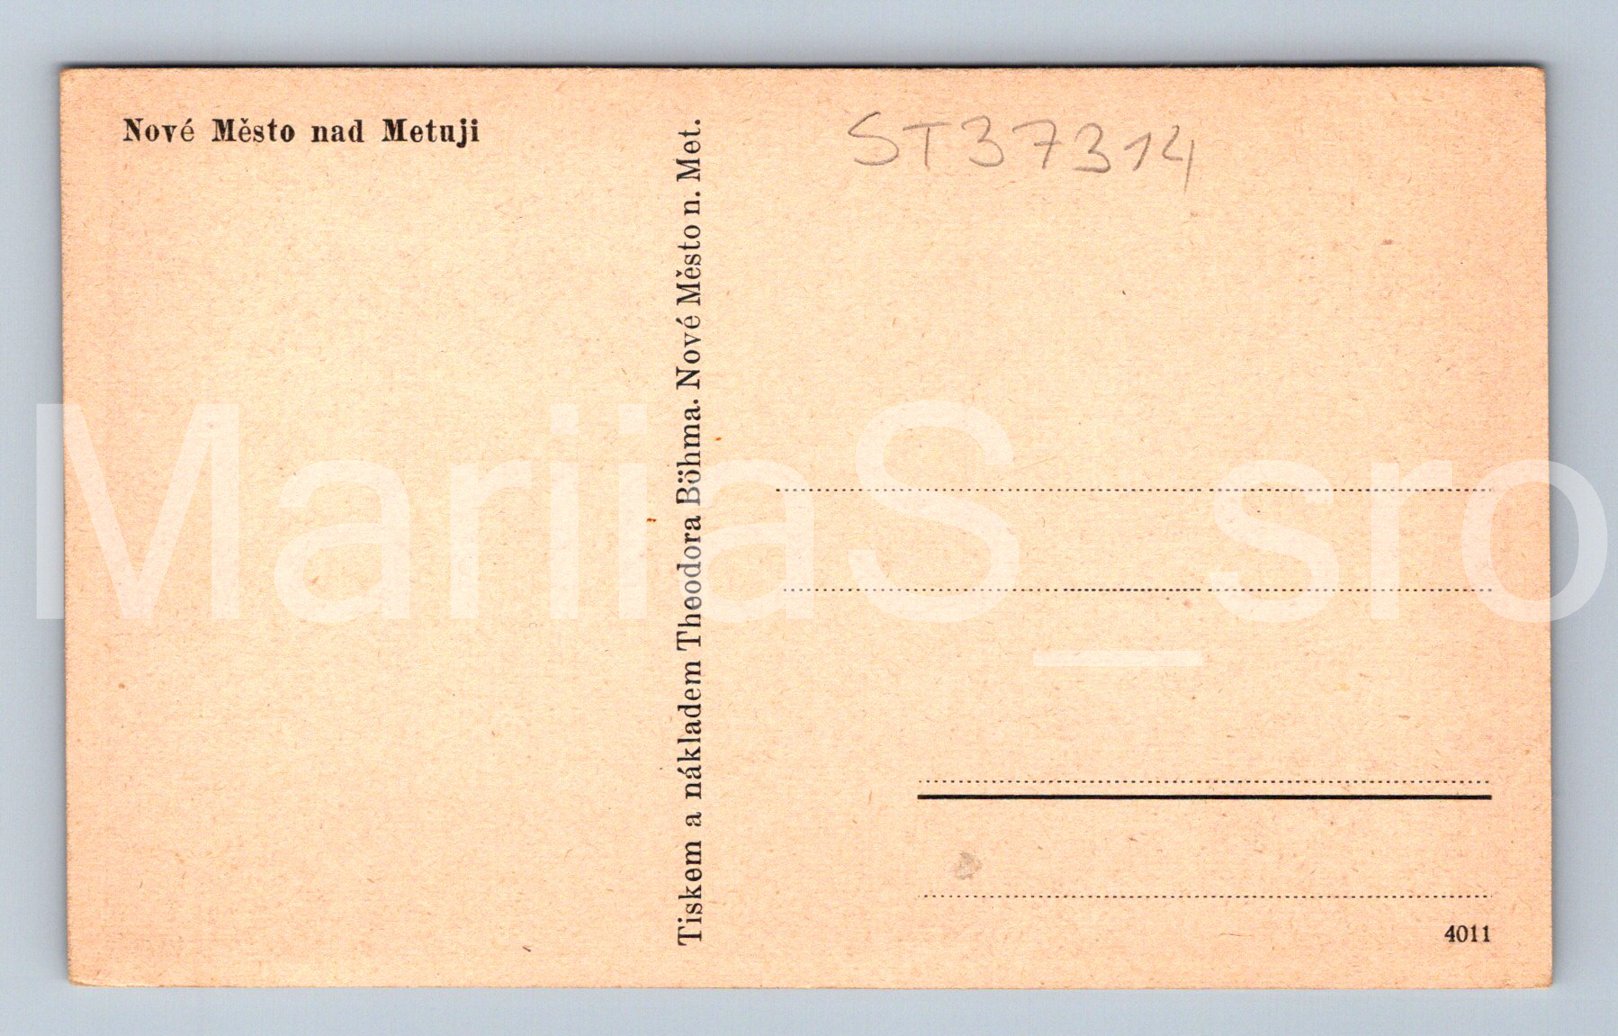 Nové Město nad Metuji
ST37314
Tiskem a nákladem Theodora Böhma. Nové Město n. Met.
MariiaS_sro
4011